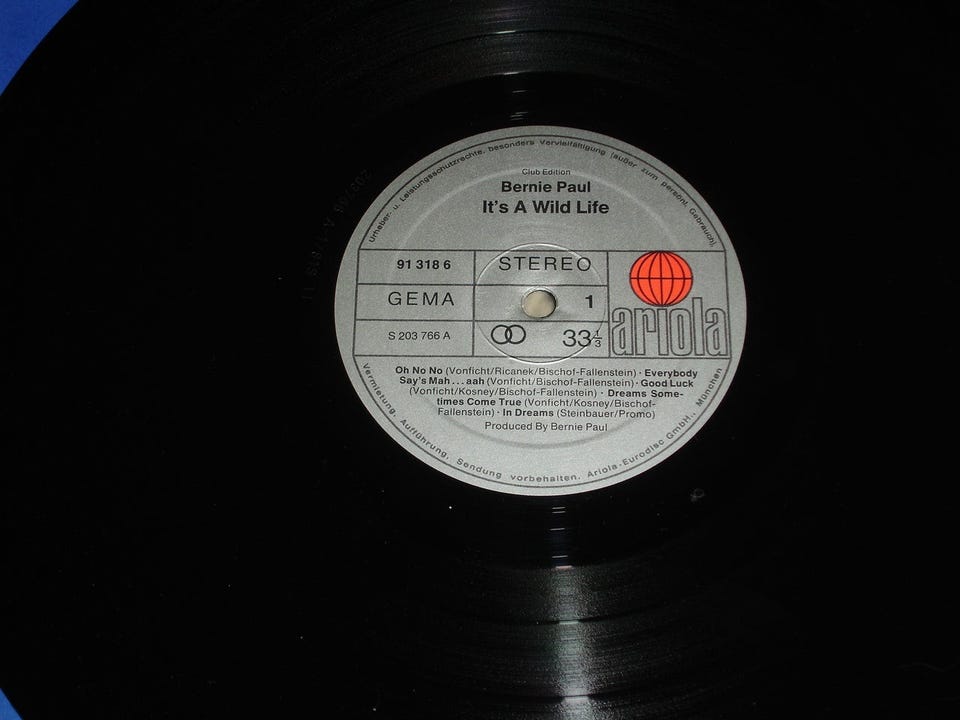 Urheber- u. Leistungsschutzrechte, besonders Vervielfältigung (außer zum persönl. Gebrauch),
Club Edition
Bernie Paul
It's A Wild Life
91 318 6
STEREO
GEMA
1
ariola
S 203 766 A
33 1/3
Oh No No (Vonficht/Ricanek/Bischof-Fallenstein) · Everybody
Say's Mah...aah (Vonficht/Bischof-Fallenstein) · Good Luck
(Vonficht/Kosney/Bischof-Fallenstein) · Dreams Some-
times Come True (Vonficht/Kosney/Bischof-
Fallenstein) · In Dreams (Steinbauer/Promo)
Produced By Bernie Paul
Vermietung, Aufführung, Sendung vorbehalten. Ariola-Eurodisc GmbH., München